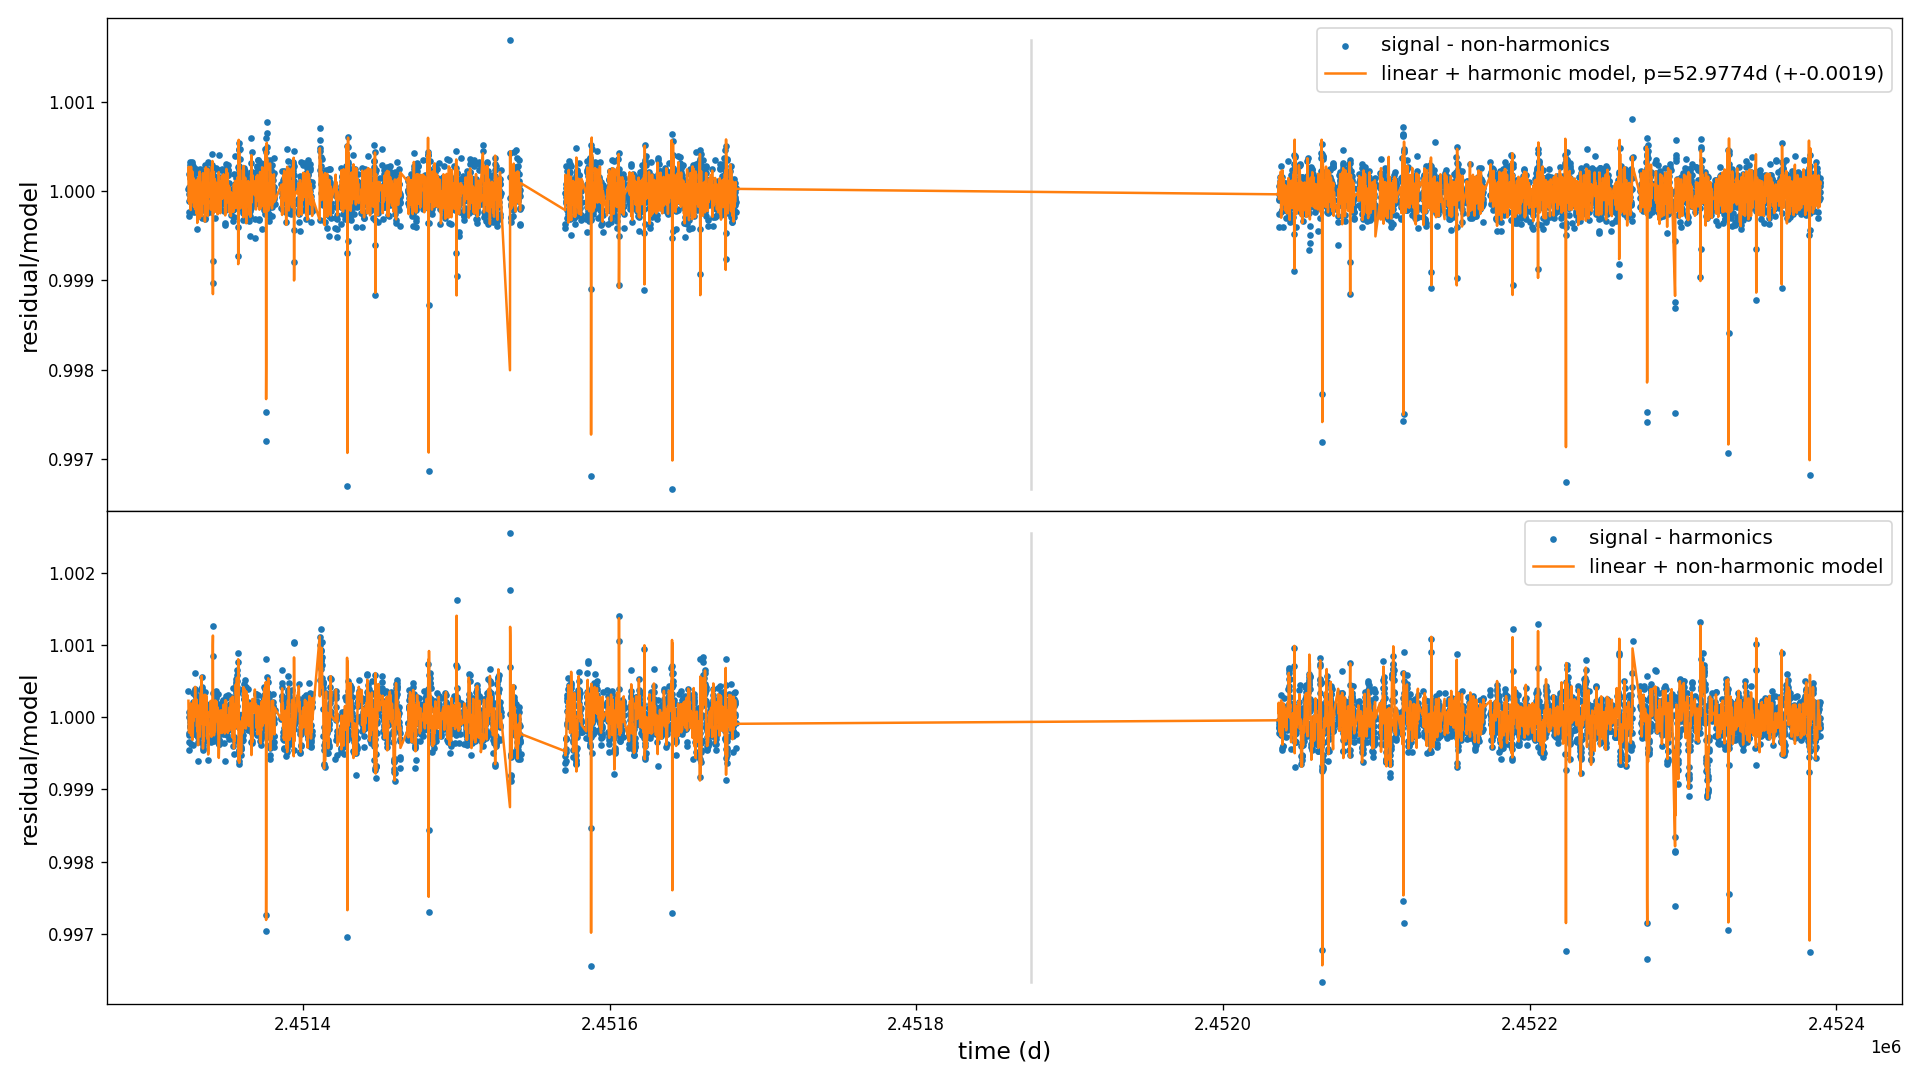 signal - non-harmonics
linear + harmonic model, p=52.9774d (+-0.0019)
1.001
1.000
0.999
0.998
0.997
residual/model
signal - harmonics
linear + non-harmonic model
1.002
1.001
1.000
0.999
0.998
0.997
residual/model
2.4514
2.4516
2.4518
2.4520
2.4522
2.4524
1e6
time (d)